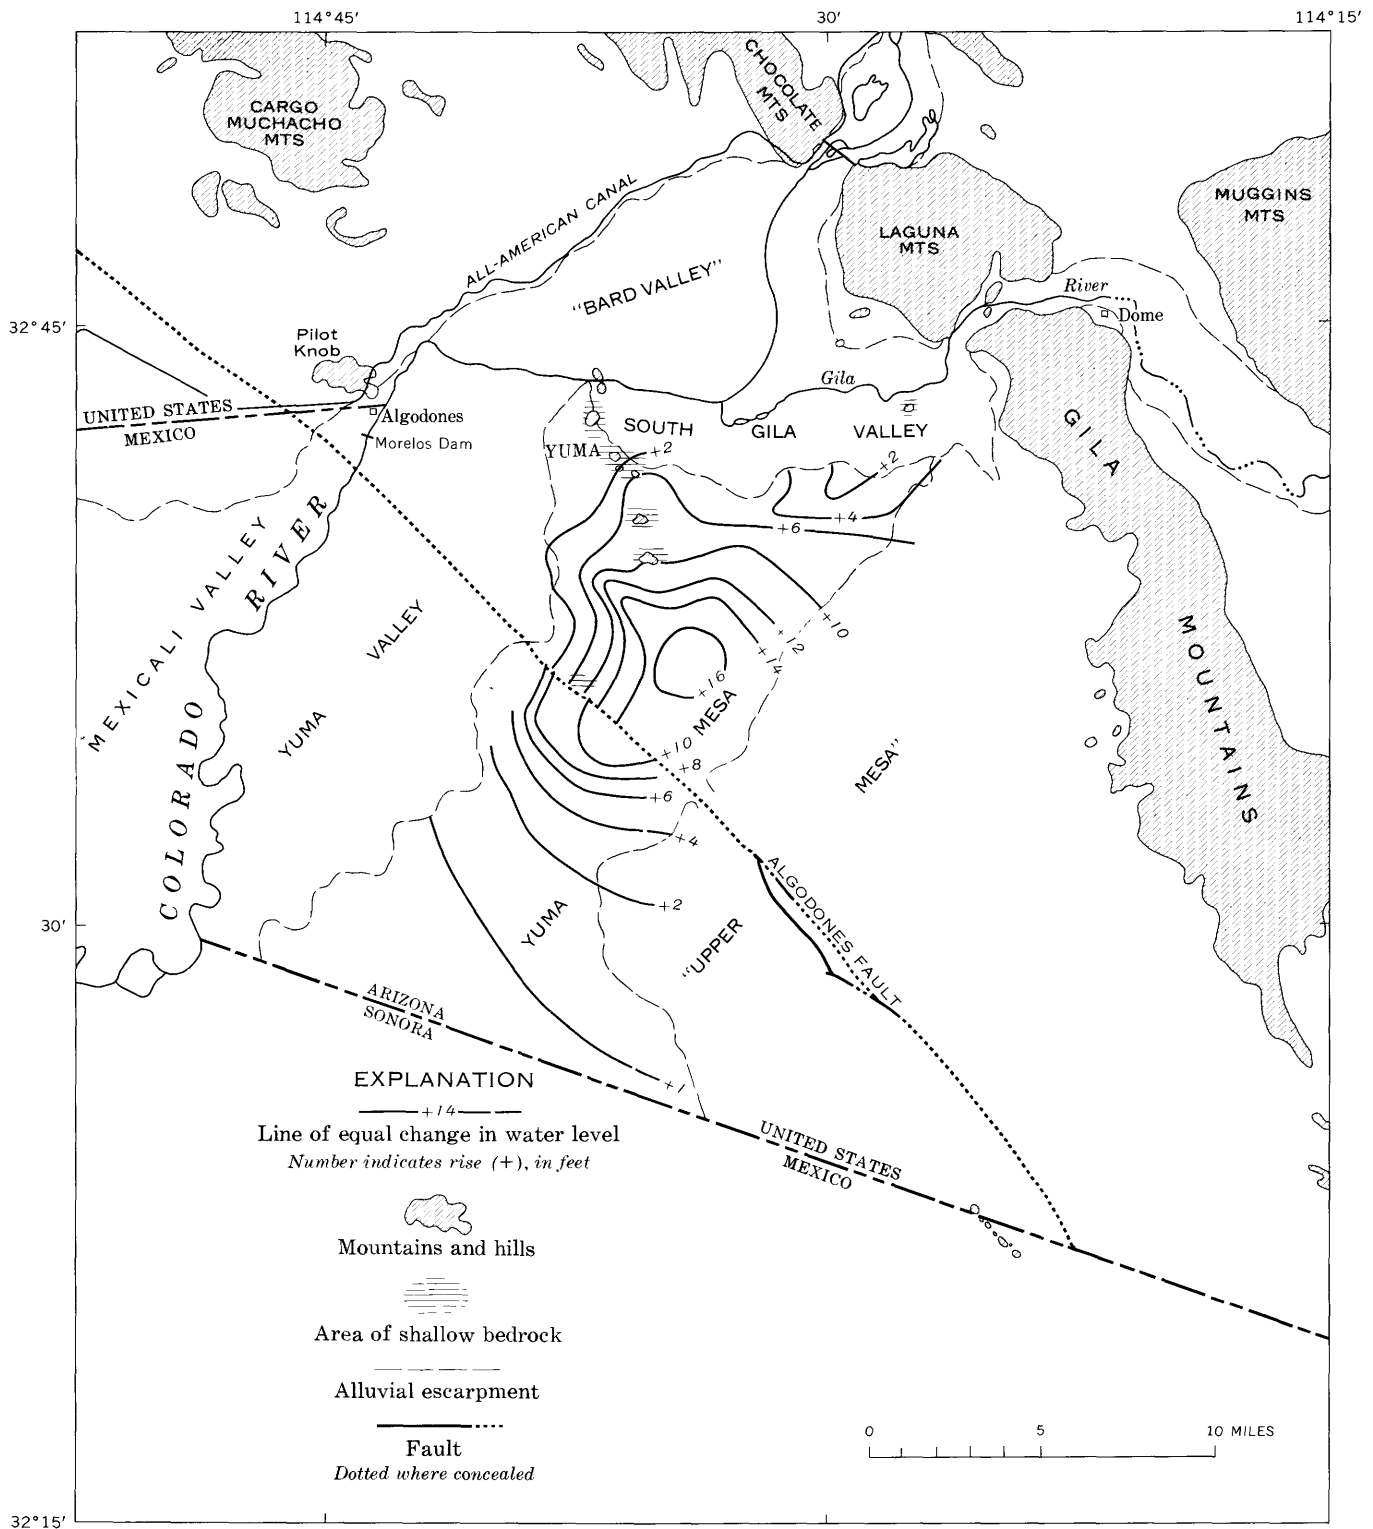 114°45′
30′
114°15′
CHOCOLATE
MTS
CARGO
MUCHACHO
MTS
MUGGINS
MTS
LAGUNA
MTS
ALL-AMERICAN CANAL
"BARD VALLEY"
River
Dome
32°45′
Pilot
Knob
Gila
UNITED STATES
MEXICO
Algodones
Morelos Dam
SOUTH GILA VALLEY
YUMA
+2
+2
+4
+6
GILA MOUNTAINS
"MEXICALI VALLEY
COLORADO RIVER
YUMA VALLEY
+10
+12
+14
+16
YUMA MESA
+10
+8
+6
+4
+2
"UPPER MESA"
ALGODONES FAULT
30′
ARIZONA
SONORA
+1
UNITED STATES
MEXICO
EXPLANATION
+14
Line of equal change in water level
Number indicates rise (+), in feet
Mountains and hills
Area of shallow bedrock
Alluvial escarpment
Fault
Dotted where concealed
0 5 10 MILES
32°15′